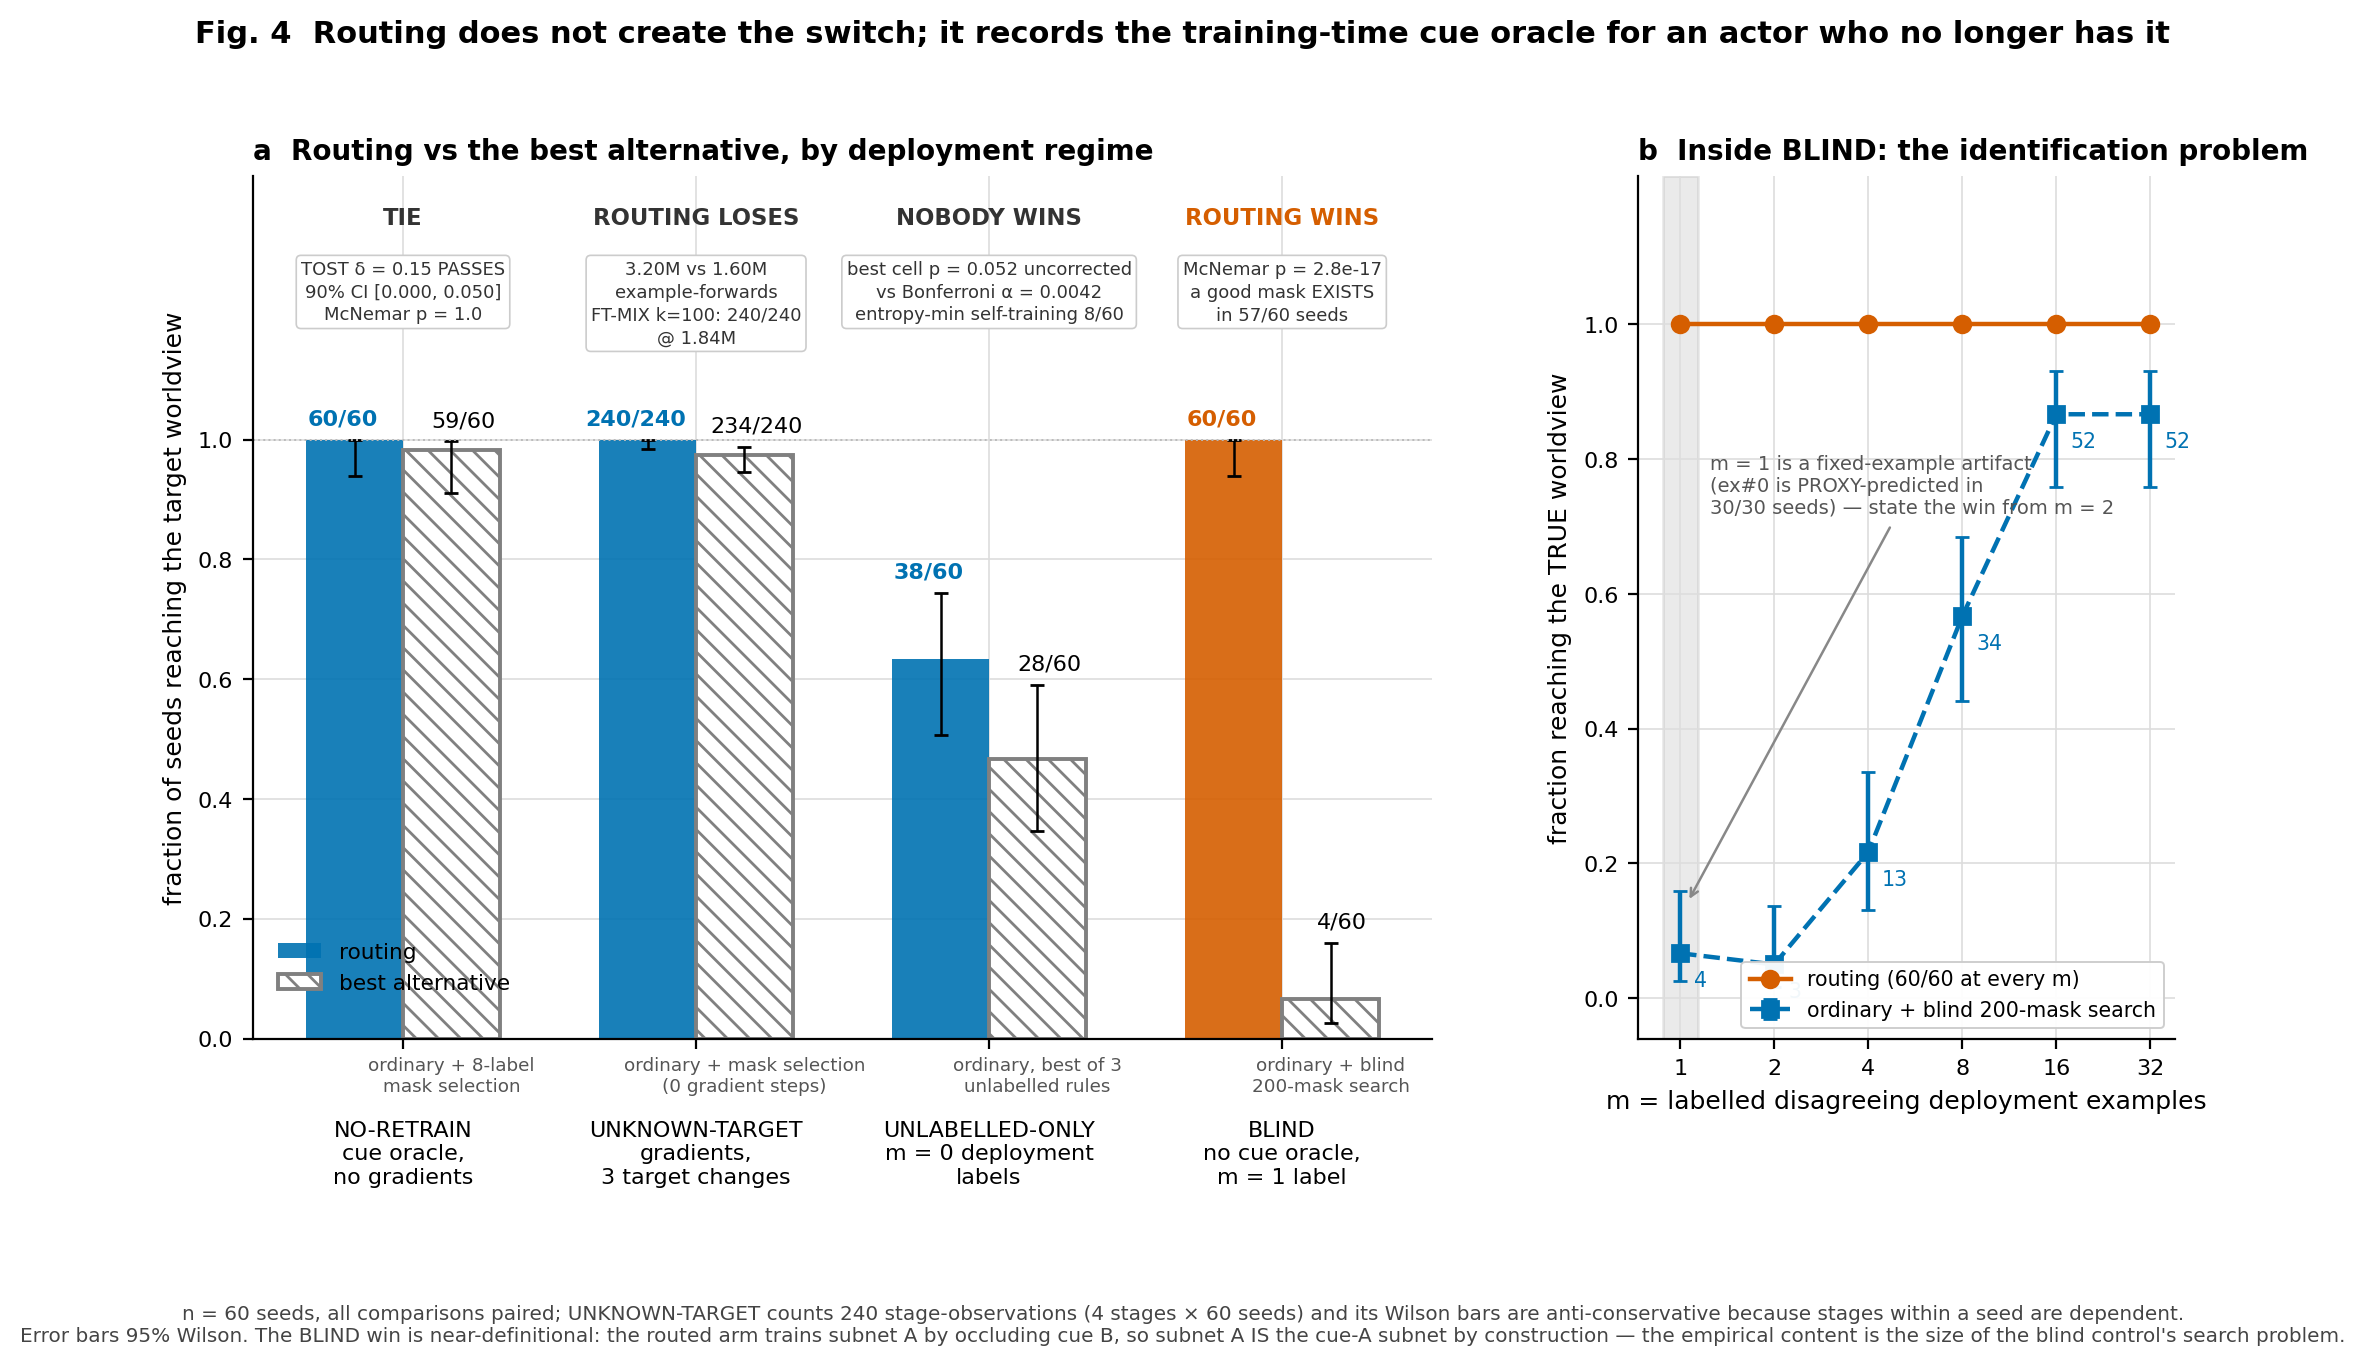 Fig. 4  Routing does not create the switch; it records the training-time cue oracle for an actor who no longer has it
a  Routing vs the best alternative, by deployment regime
fraction of seeds reaching the target worldview
1.0
0.8
0.6
0.4
0.2
0.0
TIE
TOST δ = 0.15 PASSES
90% CI [0.000, 0.050]
McNemar p = 1.0
60/60
59/60
ROUTING LOSES
3.20M vs 1.60M
example-forwards
FT-MIX k=100: 240/240
@ 1.84M
240/240
234/240
NOBODY WINS
best cell p = 0.052 uncorrected
vs Bonferroni α = 0.0042
entropy-min self-training 8/60
38/60
28/60
ROUTING WINS
McNemar p = 2.8e-17
a good mask EXISTS
in 57/60 seeds
60/60
4/60
routing
best alternative
ordinary + 8-label
mask selection
ordinary + mask selection
(0 gradient steps)
ordinary, best of 3
unlabelled rules
ordinary + blind
200-mask search
NO-RETRAIN
cue oracle,
no gradients
UNKNOWN-TARGET
gradients,
3 target changes
UNLABELLED-ONLY
m = 0 deployment
labels
BLIND
no cue oracle,
m = 1 label
b  Inside BLIND: the identification problem
fraction reaching the TRUE worldview
1.0
0.8
0.6
0.4
0.2
0.0
m = 1 is a fixed-example artifact
(ex#0 is PROXY-predicted in
30/30 seeds) — state the win from m = 2
4
13
34
52
52
routing (60/60 at every m)
ordinary + blind 200-mask search
1
2
4
8
16
32
m = labelled disagreeing deployment examples
n = 60 seeds, all comparisons paired; UNKNOWN-TARGET counts 240 stage-observations (4 stages × 60 seeds) and its Wilson bars are anti-conservative because stages within a seed are dependent.
Error bars 95% Wilson. The BLIND win is near-definitional: the routed arm trains subnet A by occluding cue B, so subnet A IS the cue-A subnet by construction — the empirical content is the size of the blind control's search problem.